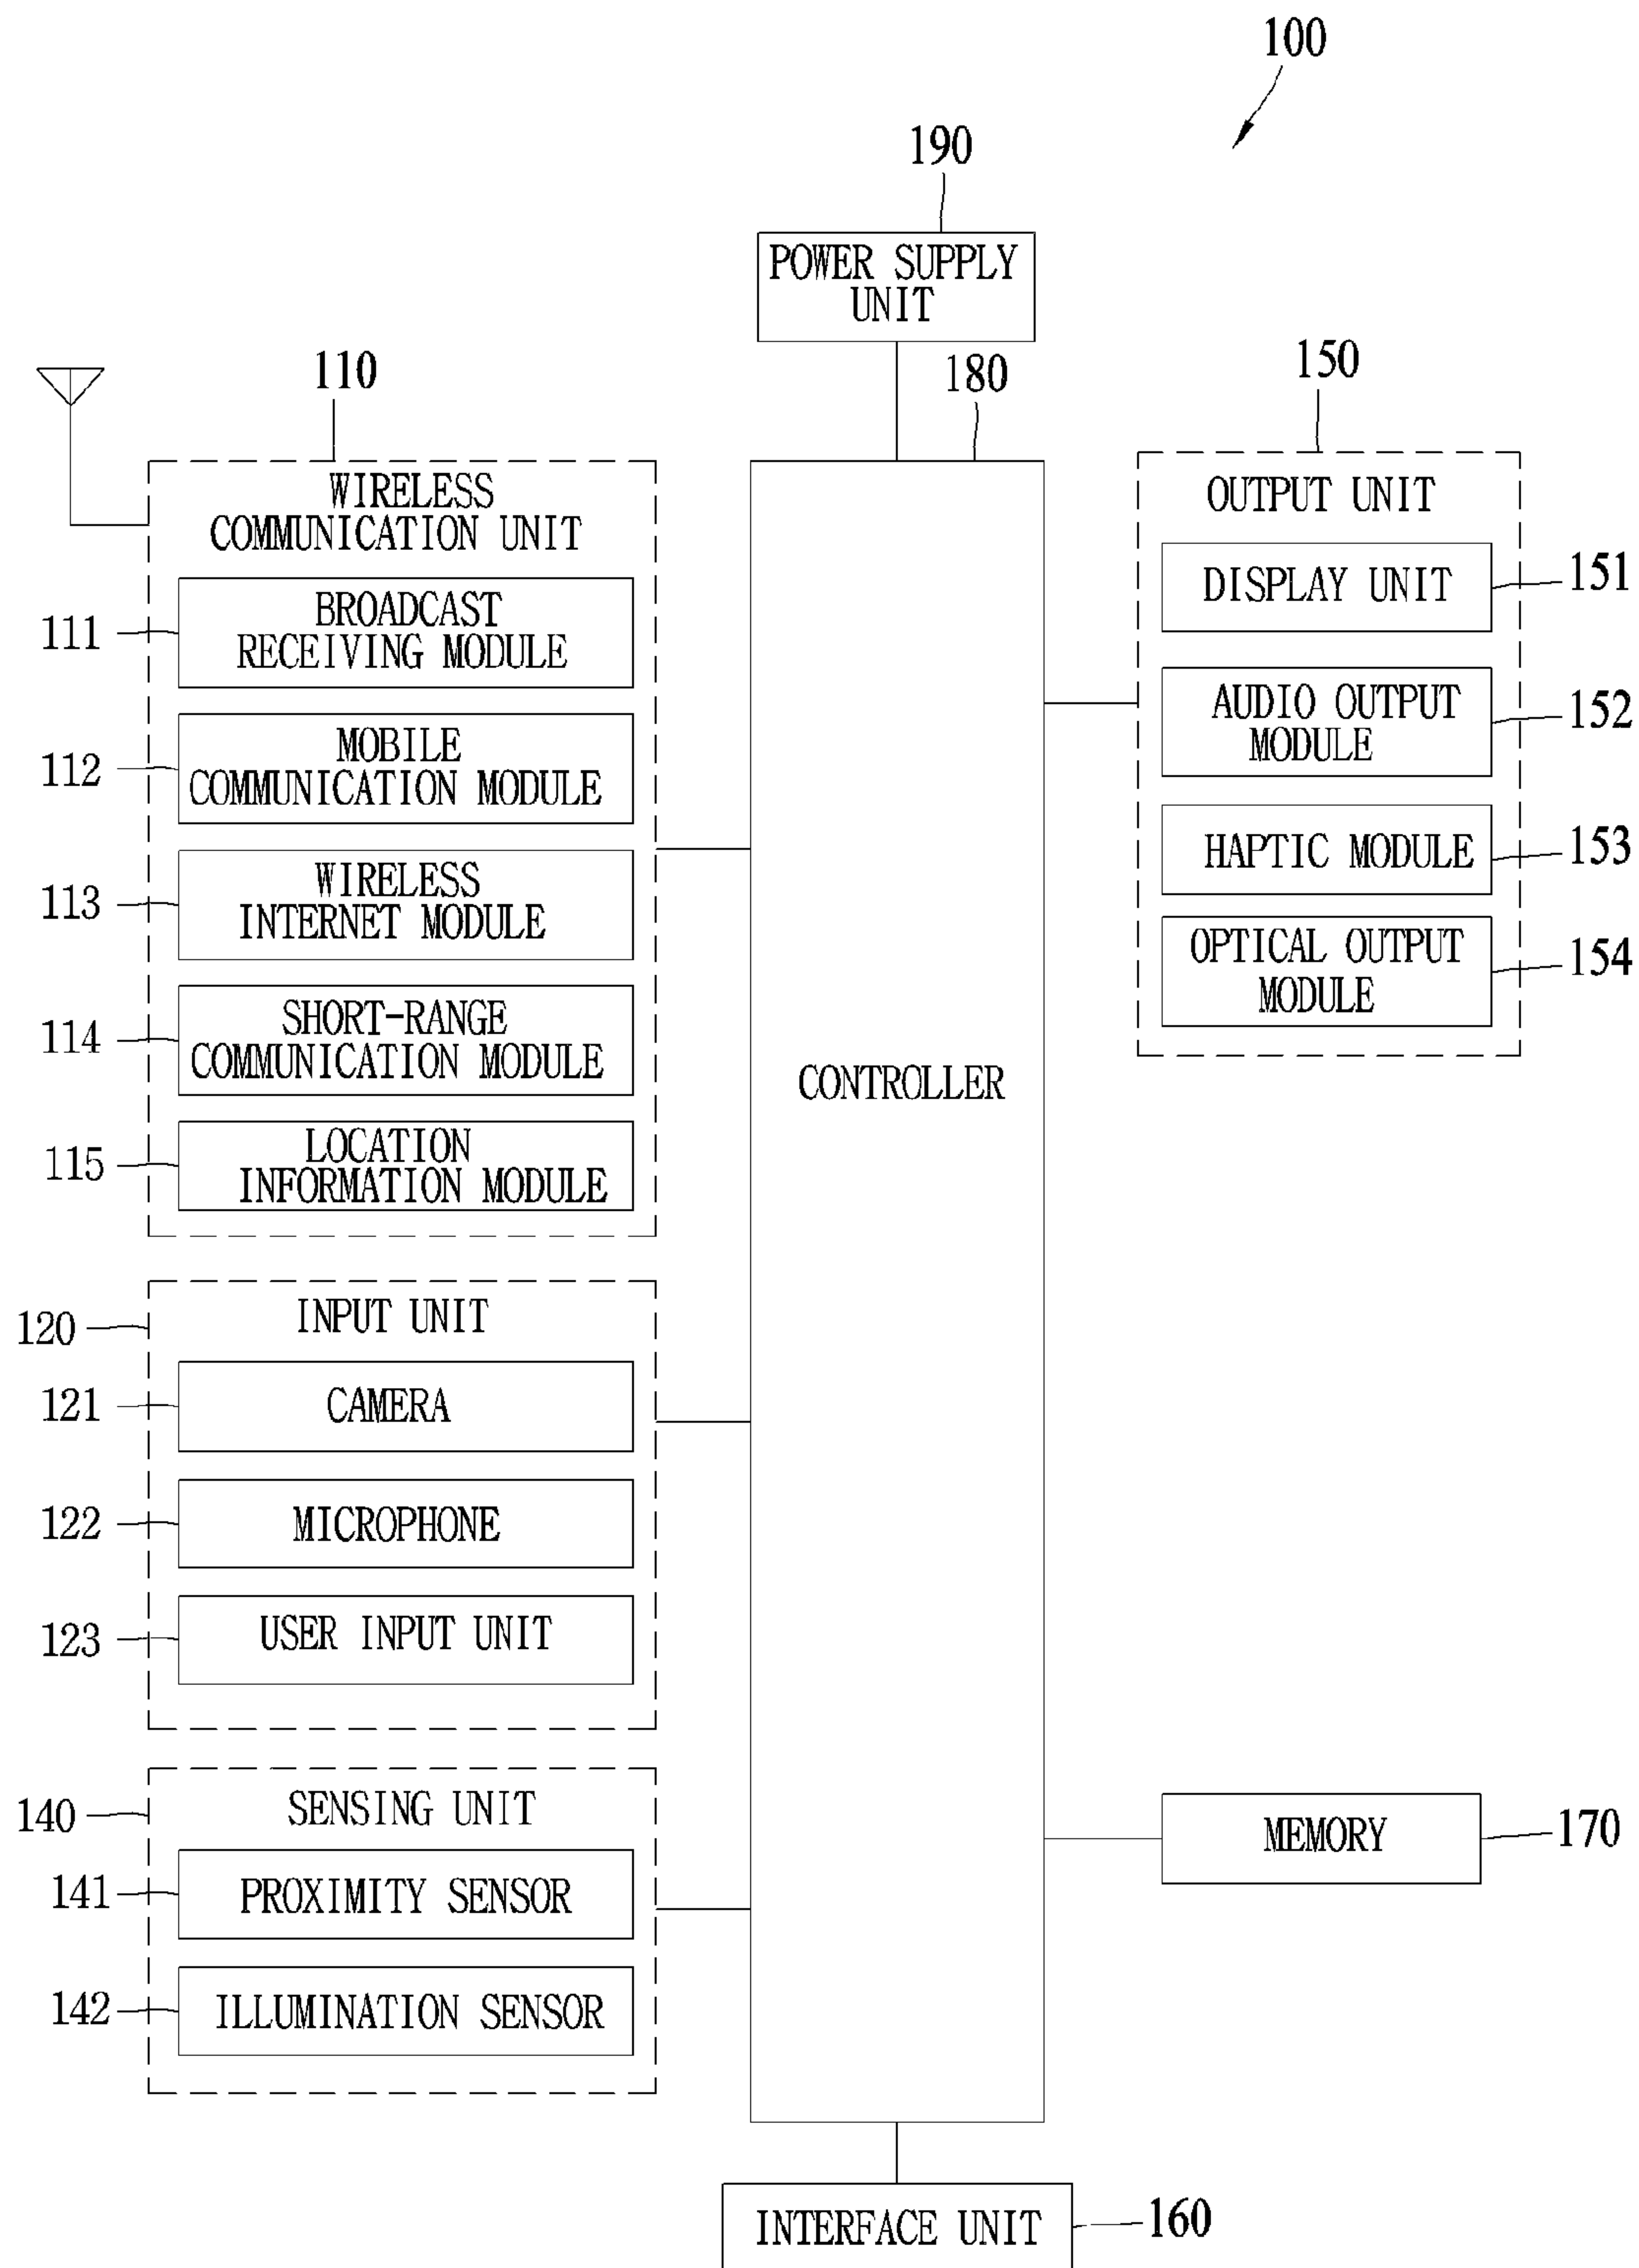 100
190
POWER SUPPLY
UNIT
110
180
150
WIRELESS
COMMUNICATION UNIT
111
BROADCAST
RECEIVING MODULE
112
MOBILE
COMMUNICATION MODULE
113
WIRELESS
INTERNET MODULE
114
SHORT-RANGE
COMMUNICATION MODULE
115
LOCATION
INFORMATION MODULE
120
INPUT UNIT
121
CAMERA
122
MICROPHONE
123
USER INPUT UNIT
140
SENSING UNIT
141
PROXIMITY SENSOR
142
ILLUMINATION SENSOR
CONTROLLER
OUTPUT UNIT
DISPLAY UNIT
151
AUDIO OUTPUT
MODULE
152
HAPTIC MODULE
153
OPTICAL OUTPUT
MODULE
154
MEMORY
170
INTERFACE UNIT
160